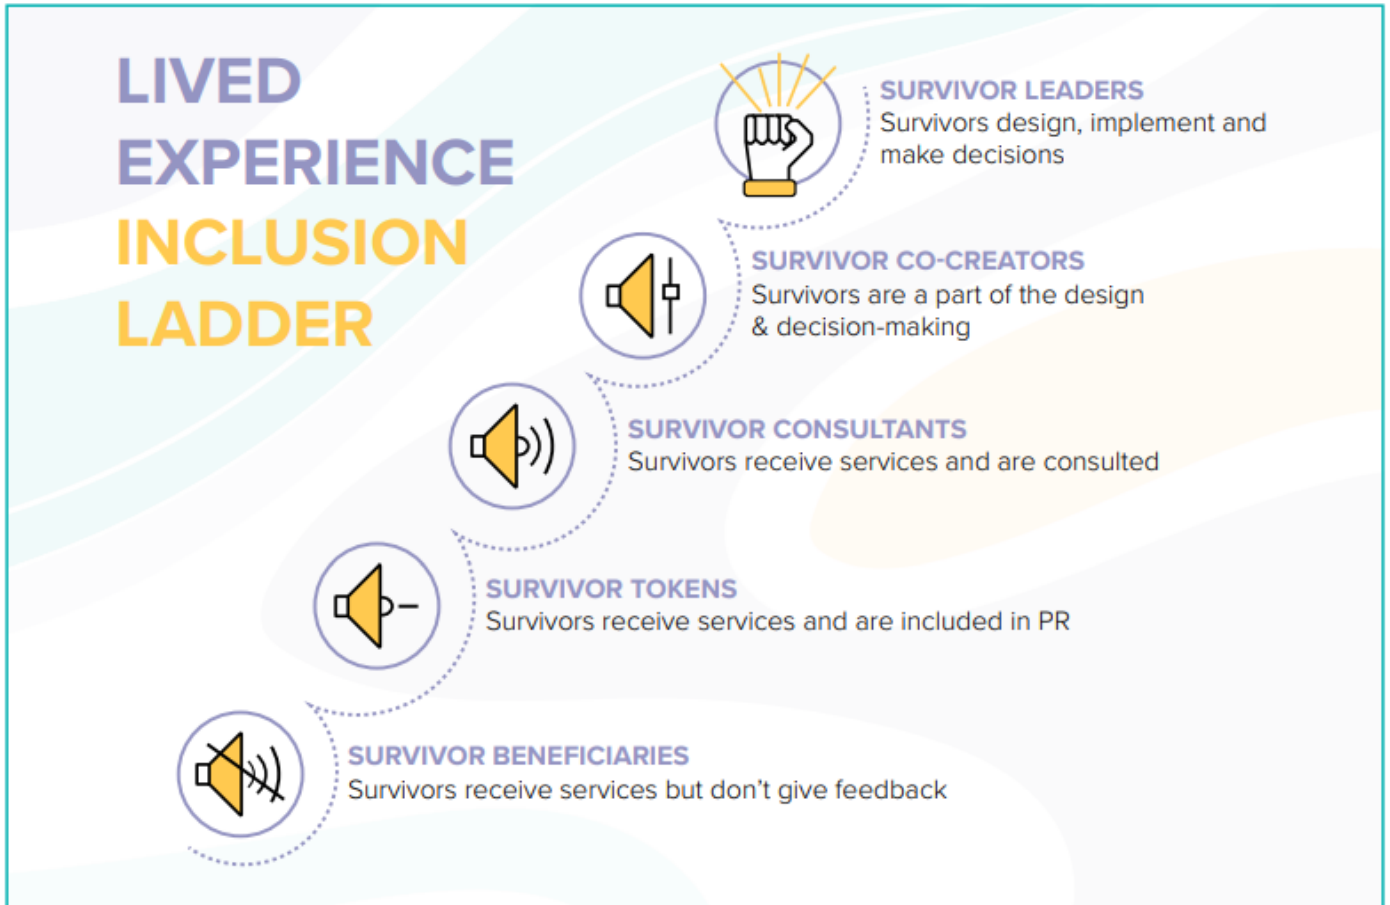 LIVED
EXPERIENCE
INCLUSION
LADDER
SURVIVOR LEADERS
Survivors design, implement and
make decisions
SURVIVOR CO-CREATORS
Survivors are a part of the design
& decision-making
SURVIVOR CONSULTANTS
Survivors receive services and are consulted
SURVIVOR TOKENS
Survivors receive services and are included in PR
SURVIVOR BENEFICIARIES
Survivors receive services but don’t give feedback